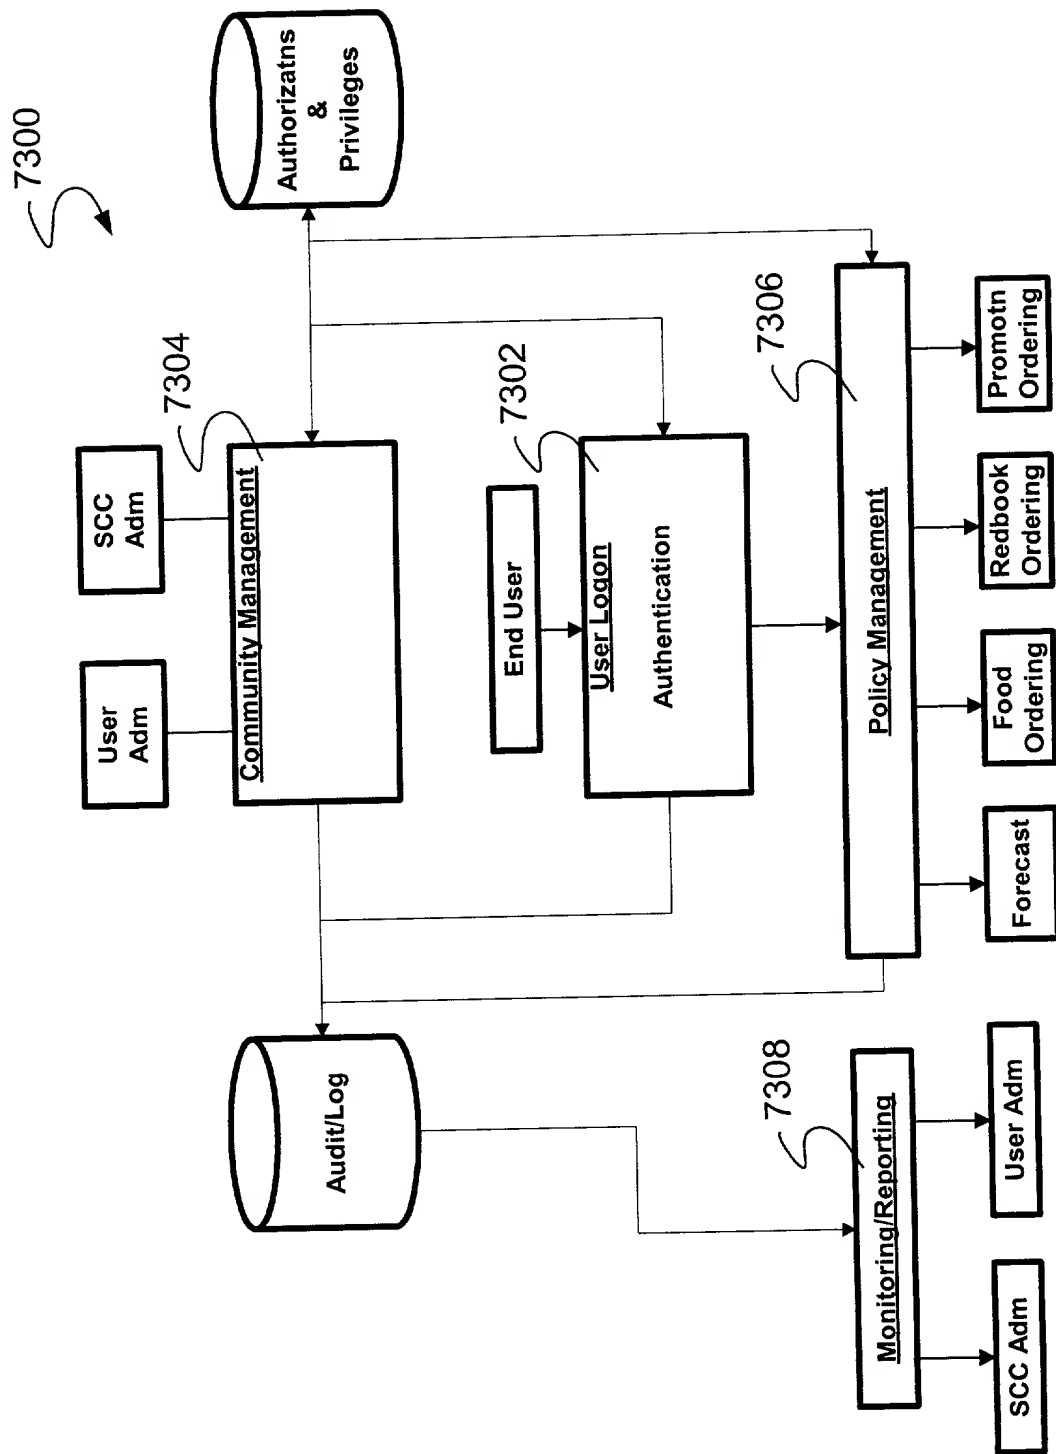 7300
User
Adm
SCC
Adm
7304
Authorizatns
&
Privileges
Audit/Log
Community Management
End User
7302
User Logon
Authentication
7308
7306
Monitoring/Reporting
Policy Management
SCC Adm
User Adm
Forecast
Food
Ordering
Redbook
Ordering
Promotn
Ordering